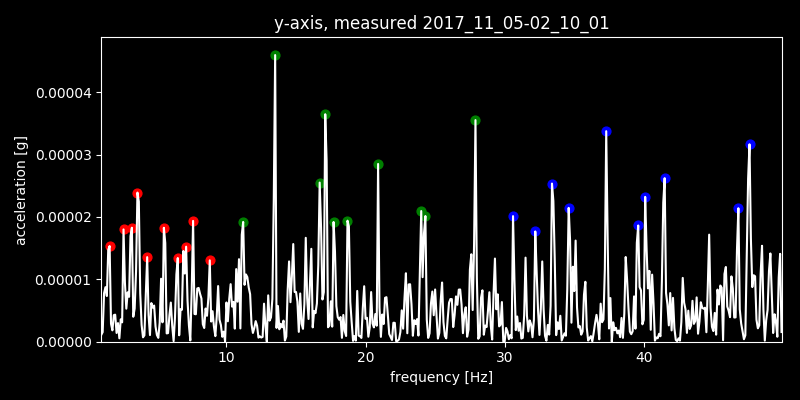 y-axis, measured 2017_11_05-02_10_01
acceleration [g]
0.00004
0.00003
0.00002
0.00001
0.00000
10 20 30 40
frequency [Hz]